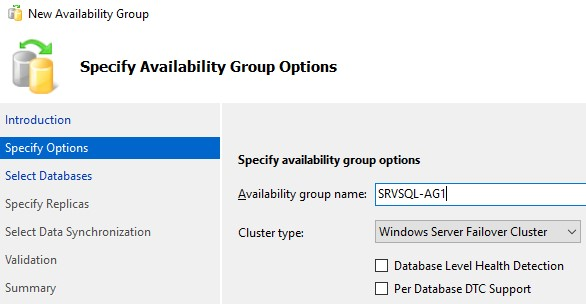 New Availability Group
Specify Availability Group Options
Introduction
Specify Options
Select Databases
Specify Replicas
Select Data Synchronization
Validation
Summary
Specify availability group options
Availability group name: SRVSQL-AG1
Cluster type: Windows Server Failover Cluster
Database Level Health Detection
Per Database DTC Support